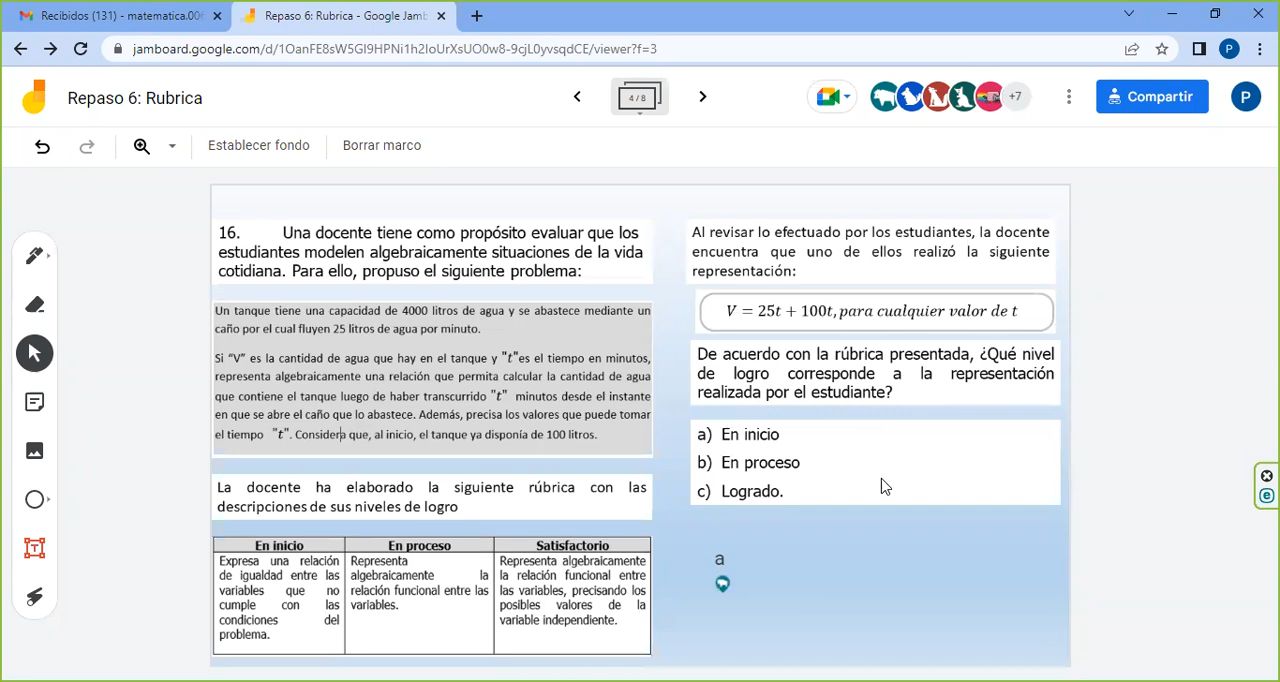 Recibidos (131) - matematica.00
Repaso 6: Rubrica - Google Jamb
jamboard.google.com/d/1OanFE8sW5GI9HPNi1h2IoUrXsUO0w8-9cjL0yvsqdCE/viewer?f=3
P
Repaso 6: Rubrica
4 / 8
+7
Compartir
P
Establecer fondo
Borrar marco
16. Una docente tiene como propósito evaluar que los
estudiantes modelen algebraicamente situaciones de la vida
cotidiana. Para ello, propuso el siguiente problema:
Un tanque tiene una capacidad de 4000 litros de agua y se abastece mediante un
caño por el cual fluyen 25 litros de agua por minuto.
Si “V” es la cantidad de agua que hay en el tanque y "t"es el tiempo en minutos,
representa algebraicamente una relación que permita calcular la cantidad de agua
que contiene el tanque luego de haber transcurrido "t" minutos desde el instante
en que se abre el caño que lo abastece. Además, precisa los valores que puede tomar
el tiempo "t". Considera que, al inicio, el tanque ya disponía de 100 litros.
La docente ha elaborado la siguiente rúbrica con las
descripciones de sus niveles de logro
En inicio
Expresa una relación
de igualdad entre las
variables que no
cumple con las
condiciones del
problema.
En proceso
Representa
algebraicamente la
relación funcional entre las
variables.
Satisfactorio
Representa algebraicamente
la relación funcional entre
las variables, precisando los
posibles valores de la
variable independiente.
Al revisar lo efectuado por los estudiantes, la docente
encuentra que uno de ellos realizó la siguiente
representación:
V = 25t + 100t, para cualquier valor de t
De acuerdo con la rúbrica presentada, ¿Qué nivel
de logro corresponde a la representación
realizada por el estudiante?
a) En inicio
b) En proceso
c) Logrado.
a